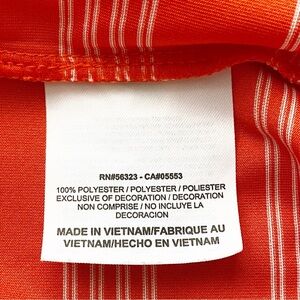 RN#56323 - CA#05553
100% POLYESTER / POLYESTER / POLIESTER
EXCLUSIVE OF DECORATION / DECORATION
NON COMPRISE / NO INCLUYE LA
DECORACION
MADE IN VIETNAM/FABRIQUE AU
VIETNAM/HECHO EN VIETNAM